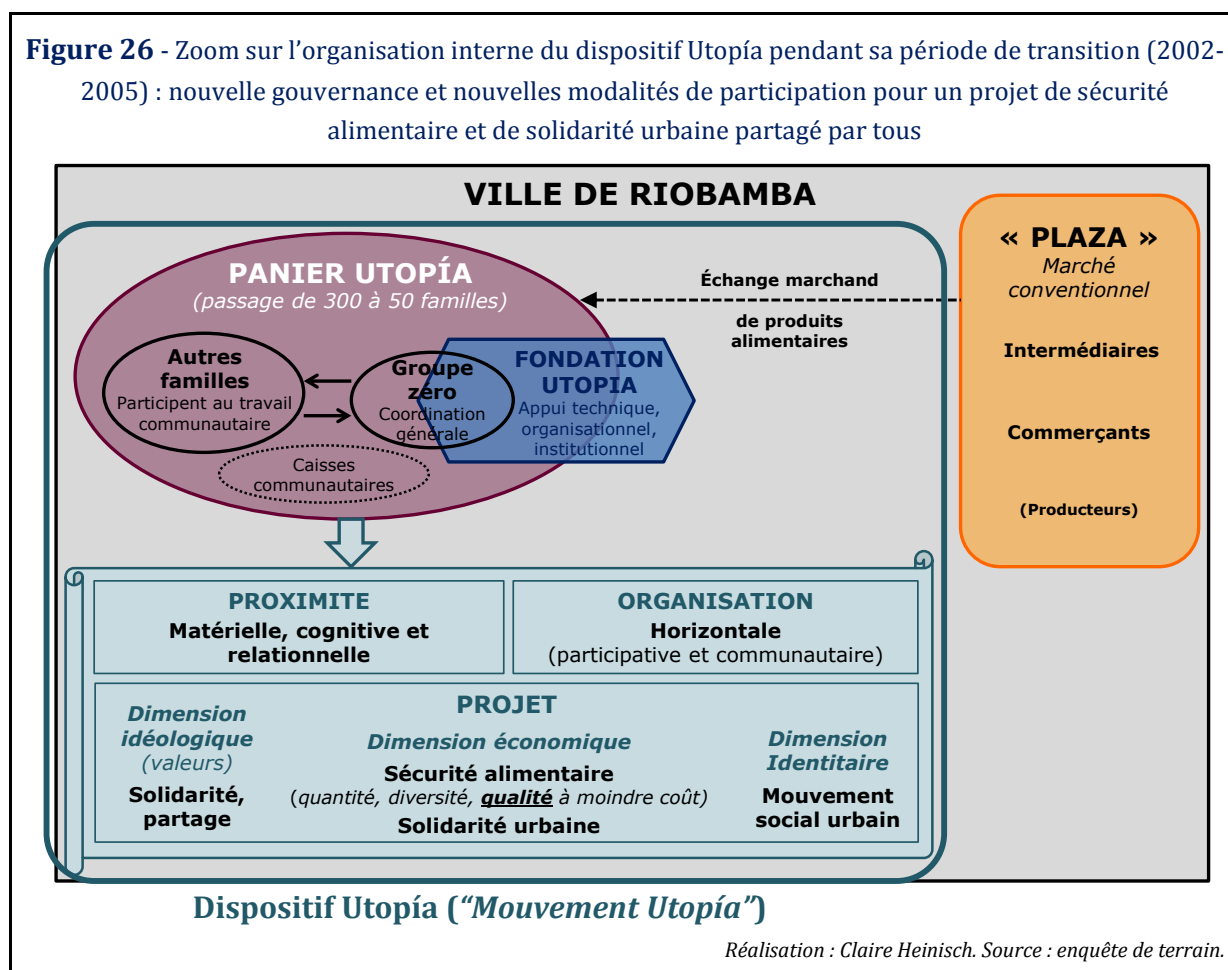 Figure 26 - Zoom sur l’organisation interne du dispositif Utopía pendant sa période de transition (2002-
2005) : nouvelle gouvernance et nouvelles modalités de participation pour un projet de sécurité
alimentaire et de solidarité urbaine partagé par tous
VILLE DE RIOBAMBA
PANIER UTOPÍA
(passage de 300 à 50 familles)
Autres
familles
Participent au travail
communautaire
Groupe
zéro
Coordination
générale
FONDATION
UTOPIA
Appui technique,
organisationnel,
institutionnel
Caisses
communautaires
Échange marchand
de produits
alimentaires
« PLAZA »
Marché
conventionnel
Intermédiaires
Commerçants
(Producteurs)
PROXIMITE
Matérielle, cognitive et
relationnelle
ORGANISATION
Horizontale
(participative et communautaire)
PROJET
Dimension
idéologique
(valeurs)
Solidarité,
partage
Dimension économique
Sécurité alimentaire
(quantité, diversité, qualité à moindre coût)
Solidarité urbaine
Dimension
Identitaire
Mouvement
social urbain
Dispositif Utopía (“Mouvement Utopía”)
Réalisation : Claire Heinisch. Source : enquête de terrain.